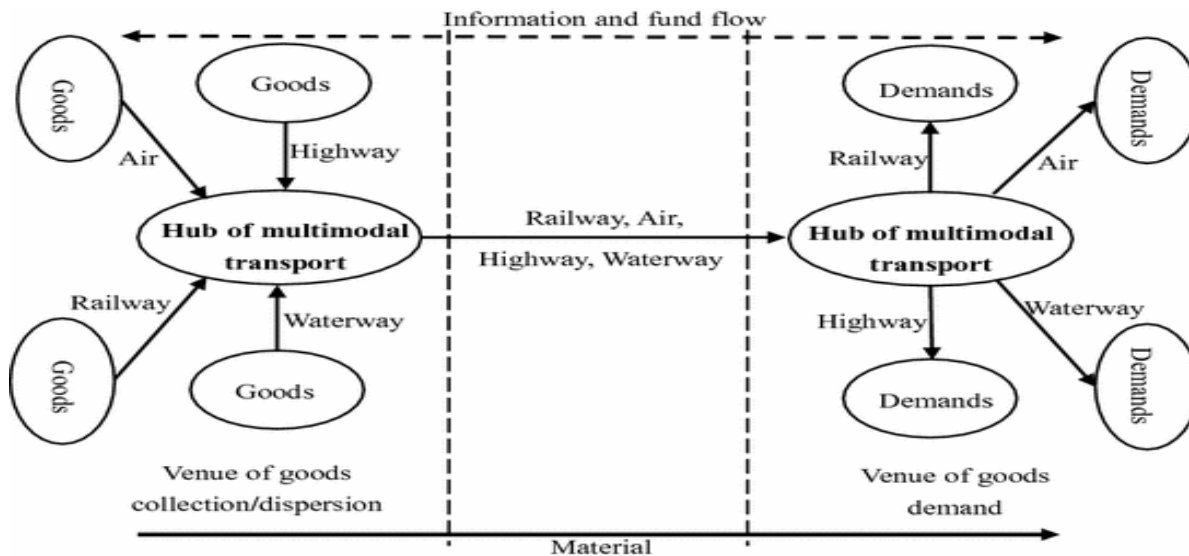 Information and fund flow
Goods
Goods
Demands
Demands
Air
Highway
Railway
Air
Hub of multimodal
transport
Railway, Air,
Highway, Waterway
Hub of multimodal
transport
Railway
Waterway
Highway
Waterway
Goods
Goods
Demands
Demands
Venue of goods
collection/dispersion
Venue of goods
demand
Material